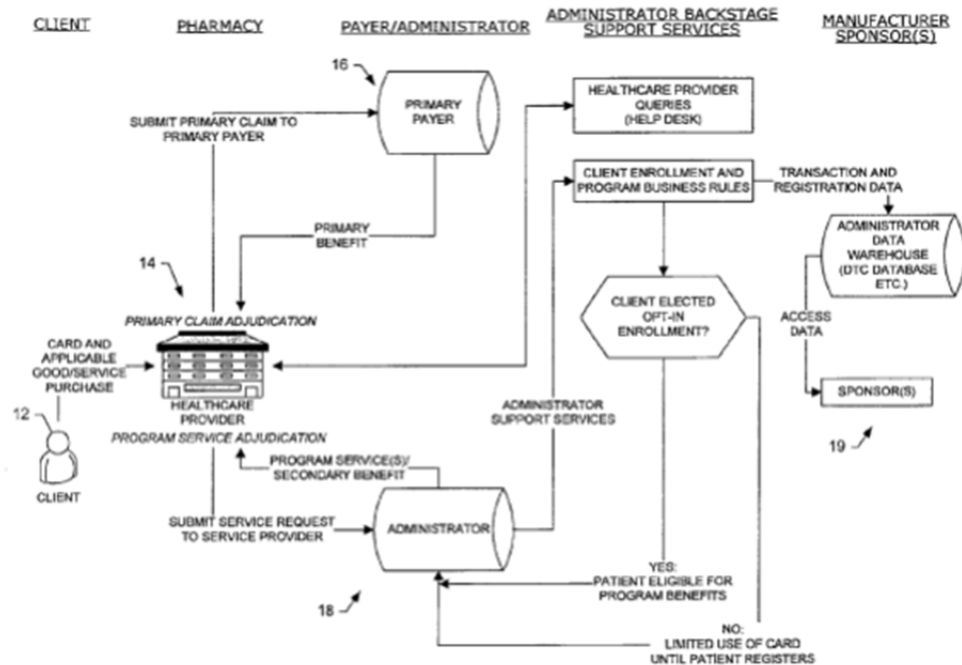 CLIENT
PHARMACY
PAYER/ADMINISTRATOR
ADMINISTRATOR BACKSTAGE
SUPPORT SERVICES
MANUFACTURER
SPONSOR(S)
16
PRIMARY
PAYER
SUBMIT PRIMARY CLAIM TO
PRIMARY PAYER
HEALTHCARE PROVIDER
QUERIES
(HELP DESK)
CLIENT ENROLLMENT AND
PROGRAM BUSINESS RULES
TRANSACTION AND
REGISTRATION DATA
PRIMARY
BENEFIT
ADMINISTRATOR
DATA
WAREHOUSE
(DTC DATABASE
ETC.)
14
CLIENT ELECTED
OPT-IN
ENROLLMENT?
PRIMARY CLAIM ADJUDICATION
ACCESS
DATA
CARD AND
APPLICABLE
GOOD/SERVICE
PURCHASE
HEALTHCARE
PROVIDER
PROGRAM SERVICE ADJUDICATION
SPONSOR(S)
12
ADMINISTRATOR
SUPPORT SERVICES
19
PROGRAM SERVICE(S)/
SECONDARY BENEFIT
CLIENT
SUBMIT SERVICE REQUEST
TO SERVICE PROVIDER
ADMINISTRATOR
YES:
PATIENT ELIGIBLE FOR
PROGRAM BENEFITS
18
NO:
LIMITED USE OF CARD
UNTIL PATIENT REGISTERS